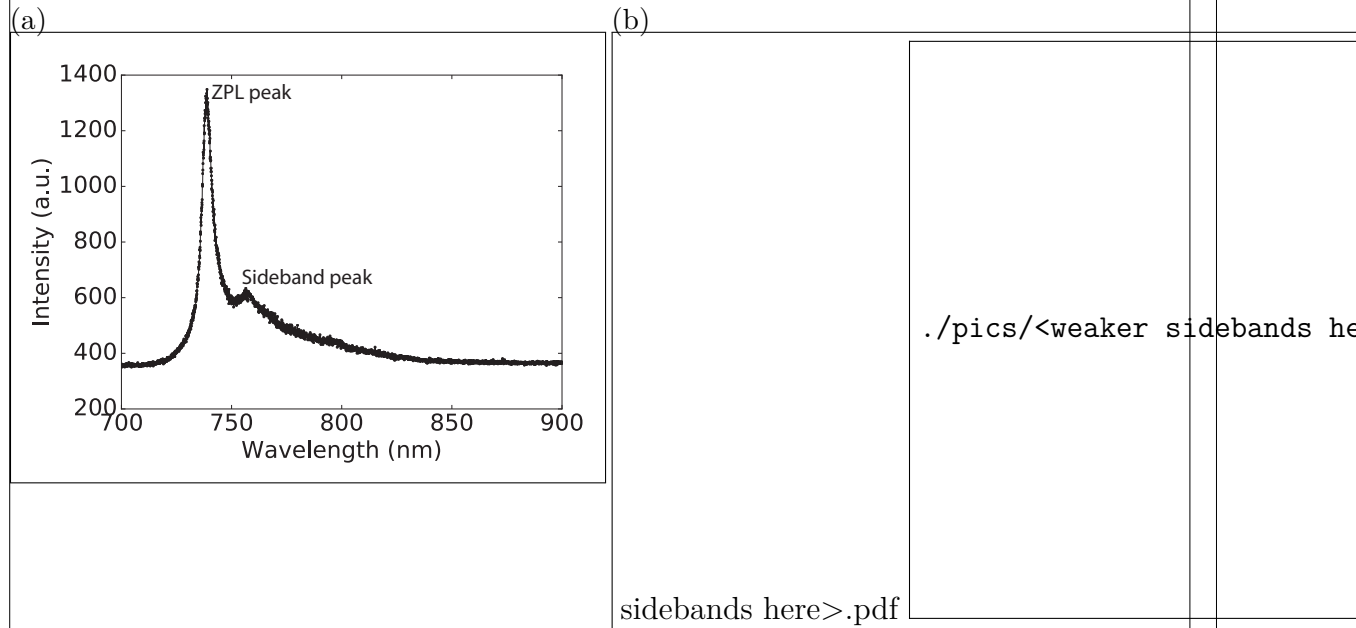 (a)
(b)
1400
1200
1000
800
600
400
200
700
750
800
850
900
Intensity (a.u.)
Wavelength (nm)
ZPL peak
Sideband peak
./pics/<weaker sidebands he
sidebands here>.pdf